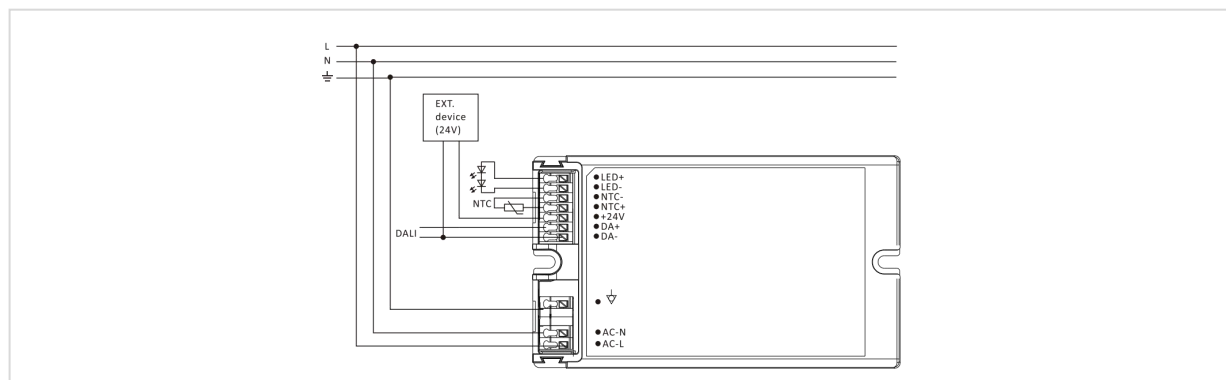 L
N
EXT.
device
(24V)
NTC
DALI
LED+
LED-
NTC-
NTC+
+24V
DA+
DA-
AC-N
AC-L